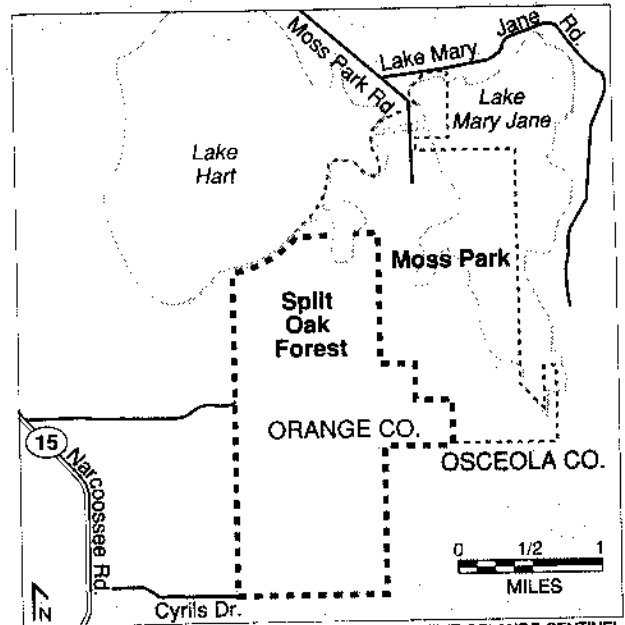 Moss Park Rd.
Lake Mary Jane Rd.
Lake
Mary Jane
Lake
Hart
Moss Park
Split
Oak
Forest
ORANGE CO.
OSCEOLA CO.
15
Narcoossee Rd.
0 1/2 1
MILES
N
Cyrils Dr.